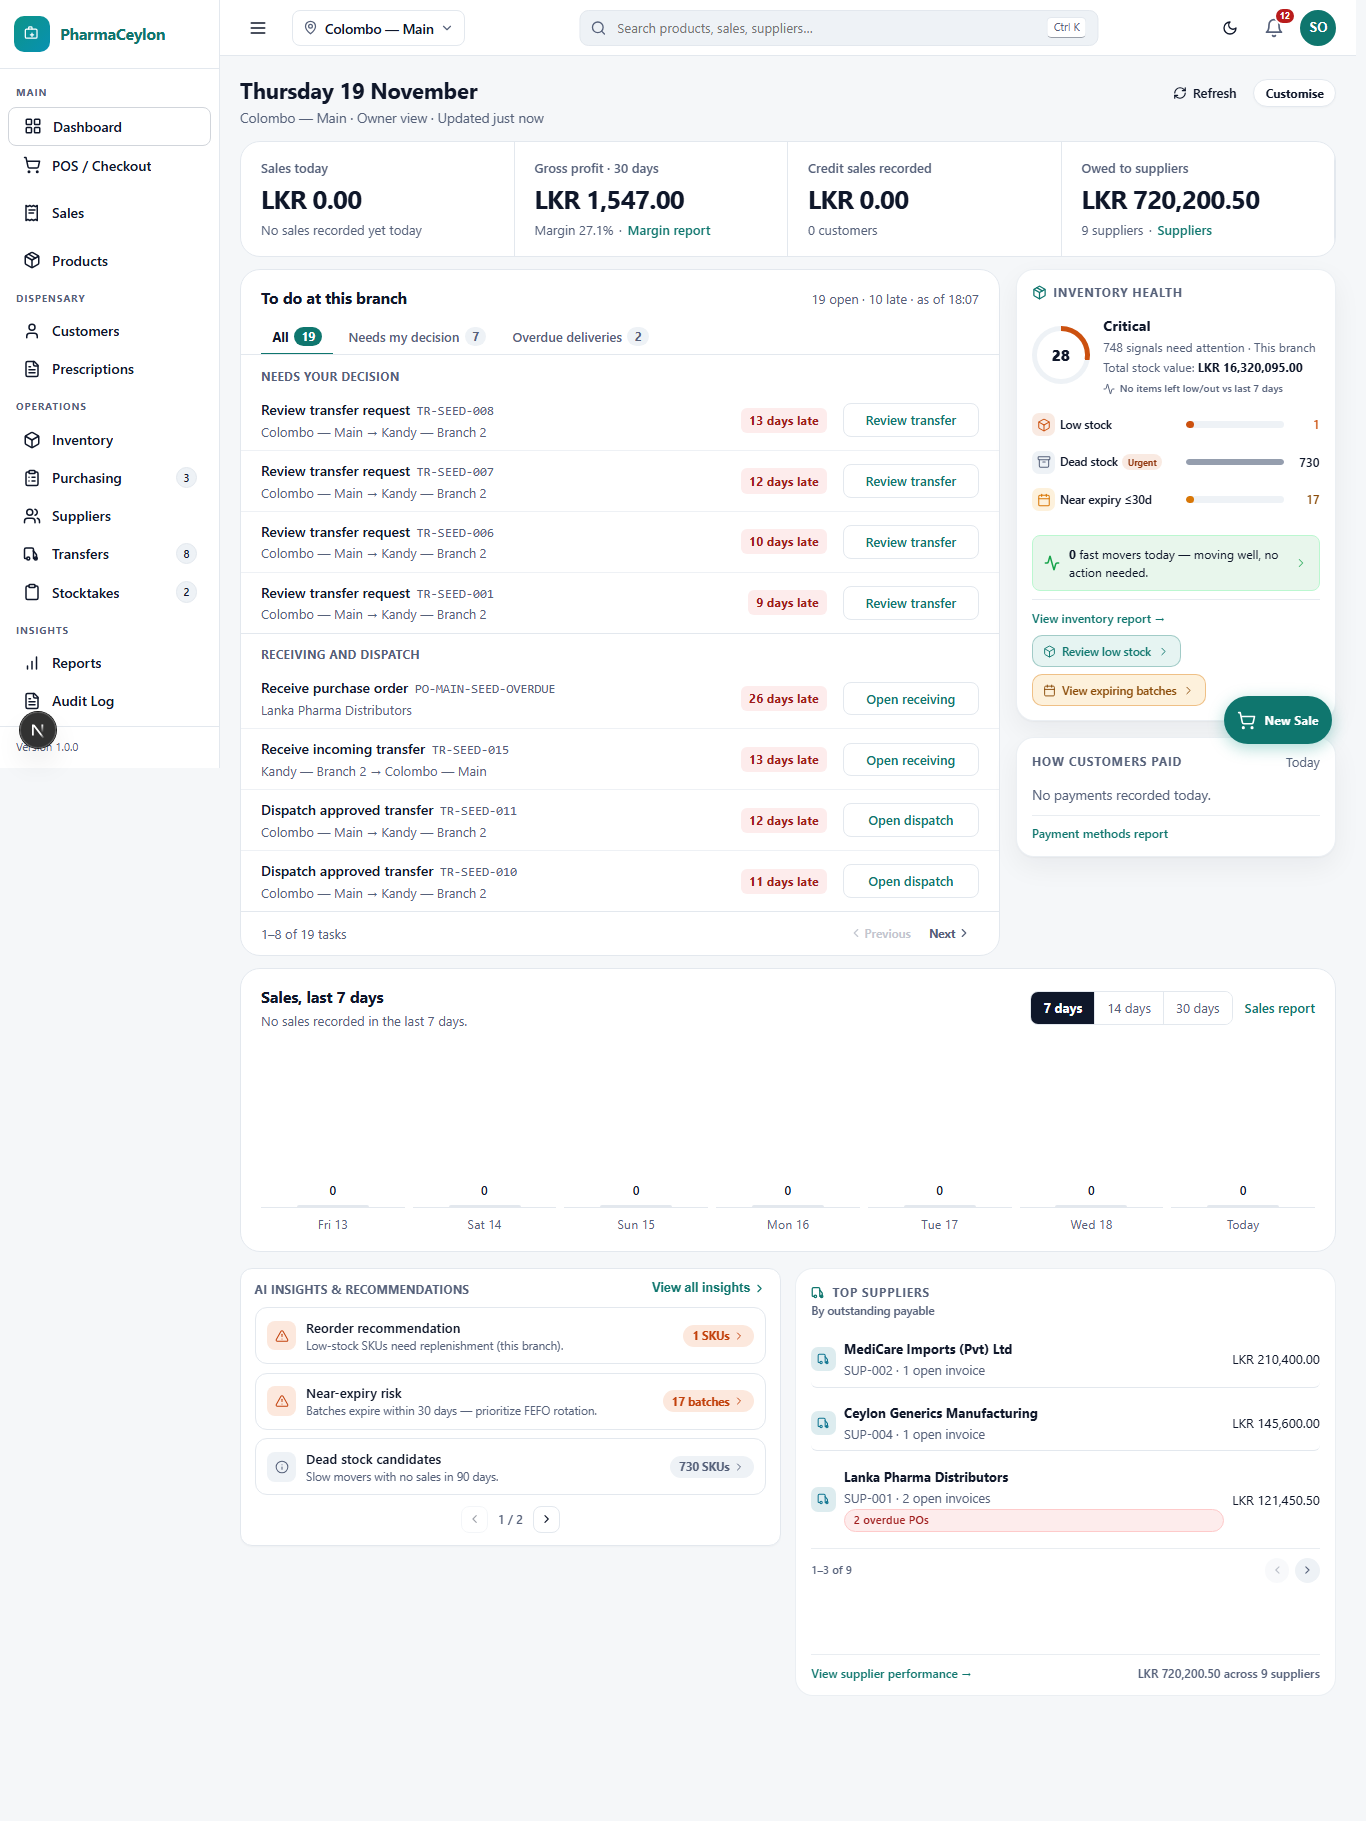 PharmaCeylon
Colombo — Main
Search products, sales, suppliers...
Ctrl K
12
SO
MAIN
Dashboard
POS / Checkout
Sales
Products
DISPENSARY
Customers
Prescriptions
OPERATIONS
Inventory
Purchasing 3
Suppliers
Transfers 8
Stocktakes 2
INSIGHTS
Reports
Audit Log
N
Version 1.0.0
Thursday 19 November
Colombo — Main · Owner view · Updated just now
Refresh
Customise
Sales today
LKR 0.00
No sales recorded yet today
Gross profit · 30 days
LKR 1,547.00
Margin 27.1% · Margin report
Credit sales recorded
LKR 0.00
0 customers
Owed to suppliers
LKR 720,200.50
9 suppliers · Suppliers
To do at this branch
19 open · 10 late · as of 18:07
All 19
Needs my decision 7
Overdue deliveries 2
NEEDS YOUR DECISION
Review transfer request TR-SEED-008
Colombo — Main → Kandy — Branch 2
13 days late
Review transfer
Review transfer request TR-SEED-007
Colombo — Main → Kandy — Branch 2
12 days late
Review transfer
Review transfer request TR-SEED-006
Colombo — Main → Kandy — Branch 2
10 days late
Review transfer
Review transfer request TR-SEED-001
Colombo — Main → Kandy — Branch 2
9 days late
Review transfer
RECEIVING AND DISPATCH
Receive purchase order PO-MAIN-SEED-OVERDUE
Lanka Pharma Distributors
26 days late
Open receiving
Receive incoming transfer TR-SEED-015
Kandy — Branch 2 → Colombo — Main
13 days late
Open receiving
Dispatch approved transfer TR-SEED-011
Colombo — Main → Kandy — Branch 2
12 days late
Open dispatch
Dispatch approved transfer TR-SEED-010
Colombo — Main → Kandy — Branch 2
11 days late
Open dispatch
1–8 of 19 tasks
Previous
Next
INVENTORY HEALTH
28
Critical
748 signals need attention · This branch
Total stock value: LKR 16,320,095.00
No items left low/out vs last 7 days
Low stock 1
Dead stock Urgent 730
Near expiry ≤30d 17
0 fast movers today — moving well, no
action needed.
View inventory report →
Review low stock
View expiring batches
New Sale
HOW CUSTOMERS PAID
Today
No payments recorded today.
Payment methods report
Sales, last 7 days
No sales recorded in the last 7 days.
7 days
14 days
30 days
Sales report
0 0 0 0 0 0 0
Fri 13 Sat 14 Sun 15 Mon 16 Tue 17 Wed 18 Today
AI INSIGHTS & RECOMMENDATIONS
View all insights
Reorder recommendation
Low-stock SKUs need replenishment (this branch).
1 SKUs
Near-expiry risk
Batches expire within 30 days — prioritize FEFO rotation.
17 batches
Dead stock candidates
Slow movers with no sales in 90 days.
730 SKUs
1 / 2
TOP SUPPLIERS
By outstanding payable
MediCare Imports (Pvt) Ltd
SUP-002 · 1 open invoice
LKR 210,400.00
Ceylon Generics Manufacturing
SUP-004 · 1 open invoice
LKR 145,600.00
Lanka Pharma Distributors
SUP-001 · 2 open invoices
2 overdue POs
LKR 121,450.50
1–3 of 9
View supplier performance →
LKR 720,200.50 across 9 suppliers